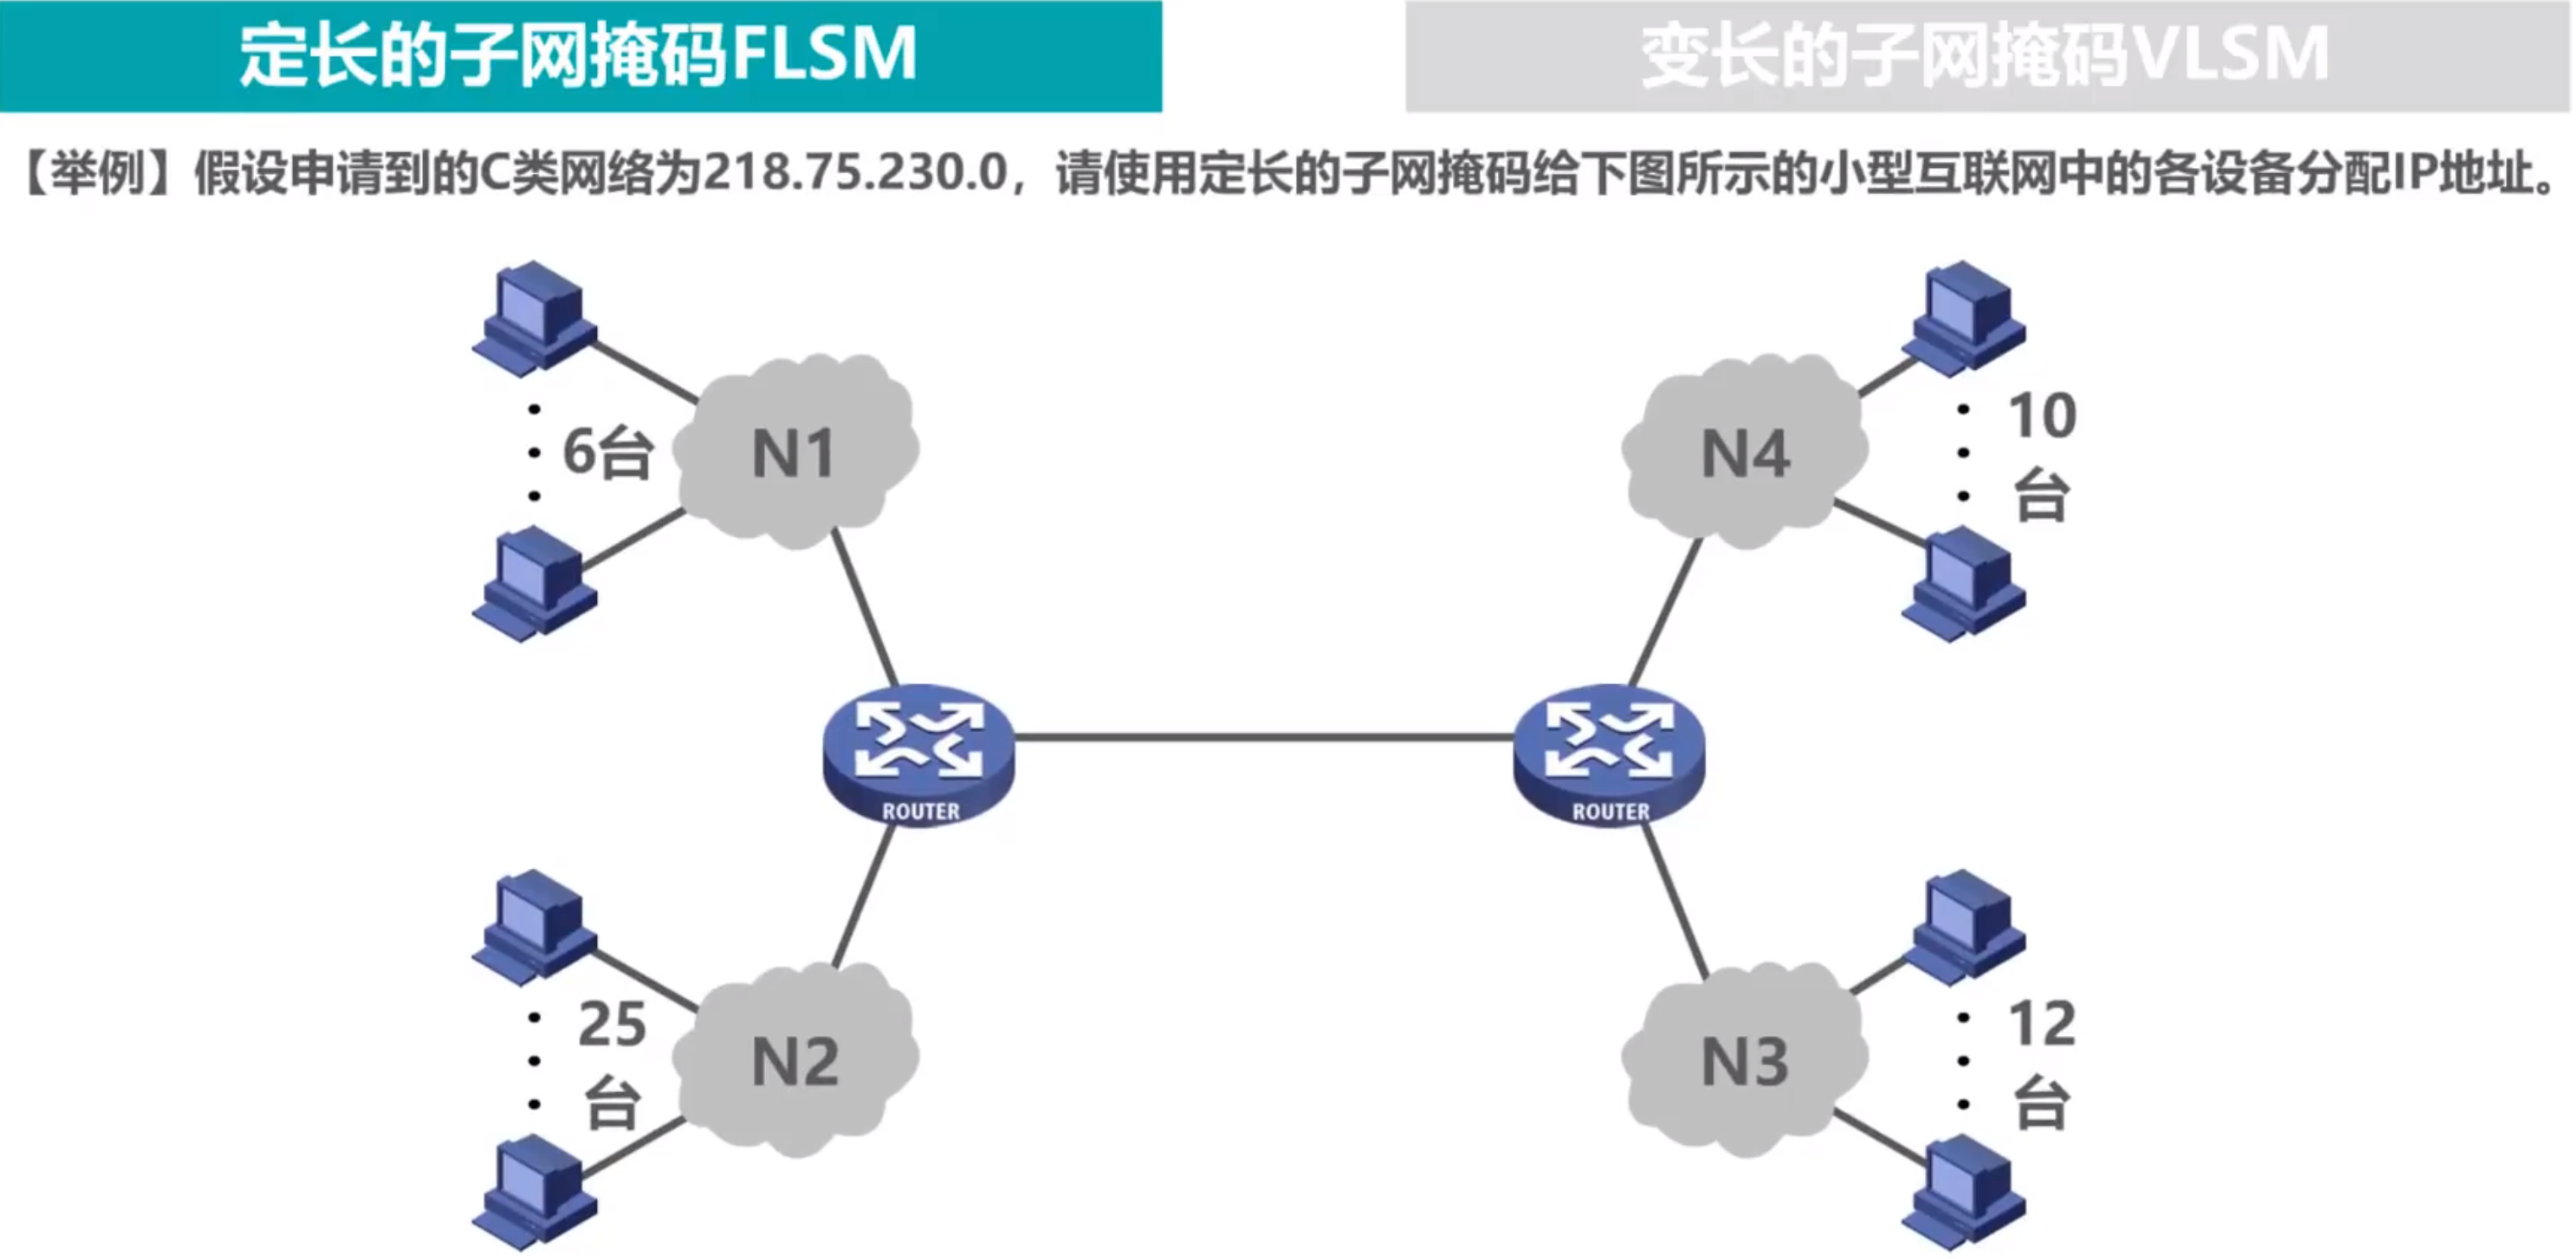 定长的子网掩码FLSM
变长的子网掩码VLSM
【举例】假设申请到的C类网络为218.75.230.0，请使用定长的子网掩码给下图所示的小型互联网中的各设备分配IP地址。
6台
N1
N4
10
台
ROUTER
ROUTER
25
台
N2
N3
12
台